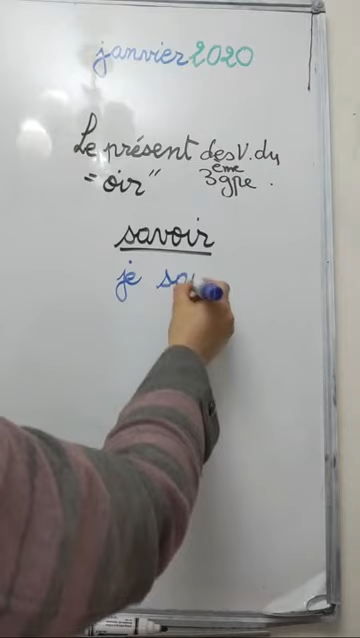 janvier 2020
Le présent des V. du
"oir" 3ème gpe.
savoir
je sa